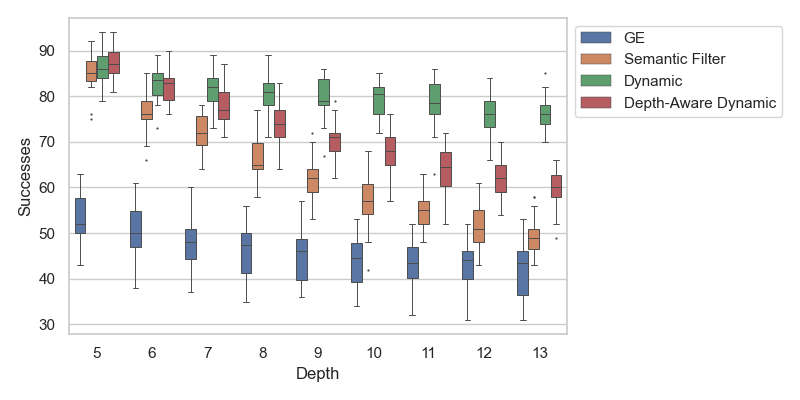 GE
Semantic Filter
Dynamic
Depth-Aware Dynamic
Successes
90
80
70
60
50
40
30
5 6 7 8 9 10 11 12 13
Depth